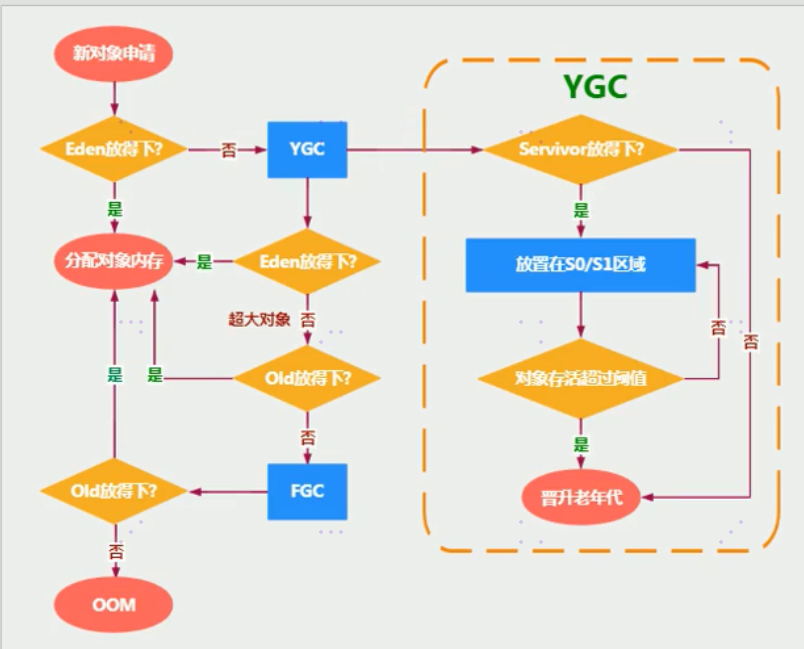 新对象申请
YGC
Eden放得下?
否
YGC
Servivor放得下?
是
是
分配对象内存
是
Eden放得下?
放置在S0/S1区域
超大对象 否
否
否
是
是
Old放得下?
对象存活超过阈值
否
是
Old放得下?
FGC
晋升老年代
否
OOM